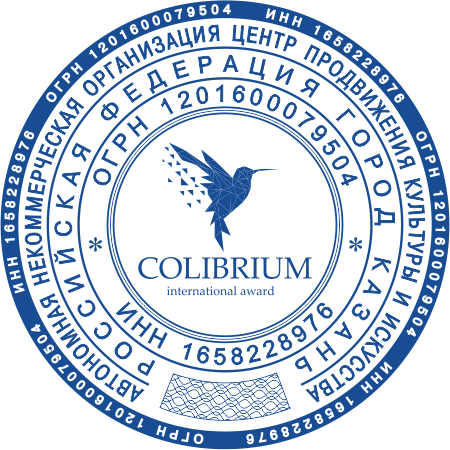 ОГРН 1201600079504 ИНН 1658228976 ОГРН 1201600079504 ИНН 1658228976 ОГРН 1201600079504 ИНН 1658228976
АВТОНОМНАЯ НЕКОММЕРЧЕСКАЯ ОРГАНИЗАЦИЯ ЦЕНТР ПРОДВИЖЕНИЯ КУЛЬТУРЫ И ИСКУССТВА
РОССИЙСКАЯ ФЕДЕРАЦИЯ ГОРОД КАЗАНЬ
ОГРН 1201600079504
* *
COLIBRIUM
international award
ИНН 1658228976